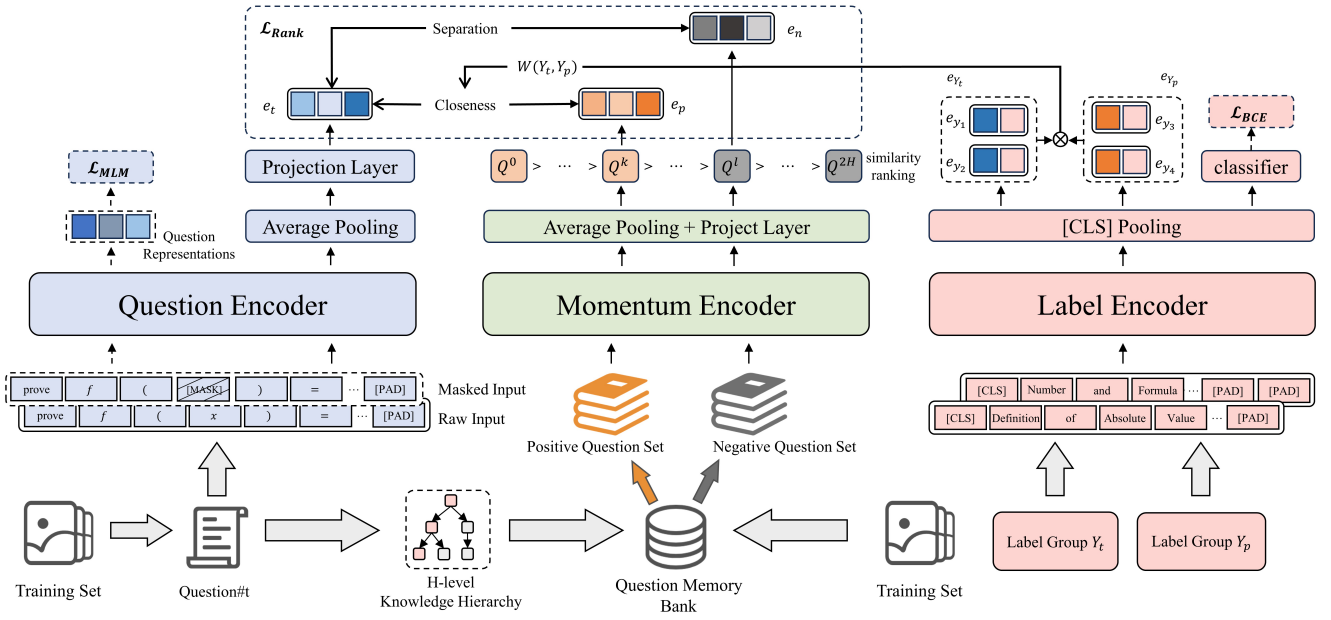 ℒ_Rank
Separation
e_n
W(Y_t, Y_p)
e_t
Closeness
e_p
e_{Y_t}
e_{Y_p}
e_{y_1}
e_{y_2}
e_{y_3}
e_{y_4}
ℒ_BCE
ℒ_MLM
Projection Layer
Q^0 > ⋯ > Q^k > ⋯ > Q^l > ⋯ > Q^{2H}
similarity
ranking
classifier
Question
Representations
Average Pooling
Average Pooling + Project Layer
[CLS] Pooling
Question Encoder
Momentum Encoder
Label Encoder
prove f ( [MASK] ) = ⋯ [PAD]
Masked Input
prove f ( x ) = ⋯ [PAD]
Raw Input
[CLS] Number and Formula ⋯ [PAD] [PAD]
[CLS] Definition of Absolute Value ⋯ [PAD]
Positive Question Set
Negative Question Set
Training Set
Question#t
H-level
Knowledge Hierarchy
Question Memory
Bank
Training Set
Label Group Y_t
Label Group Y_p